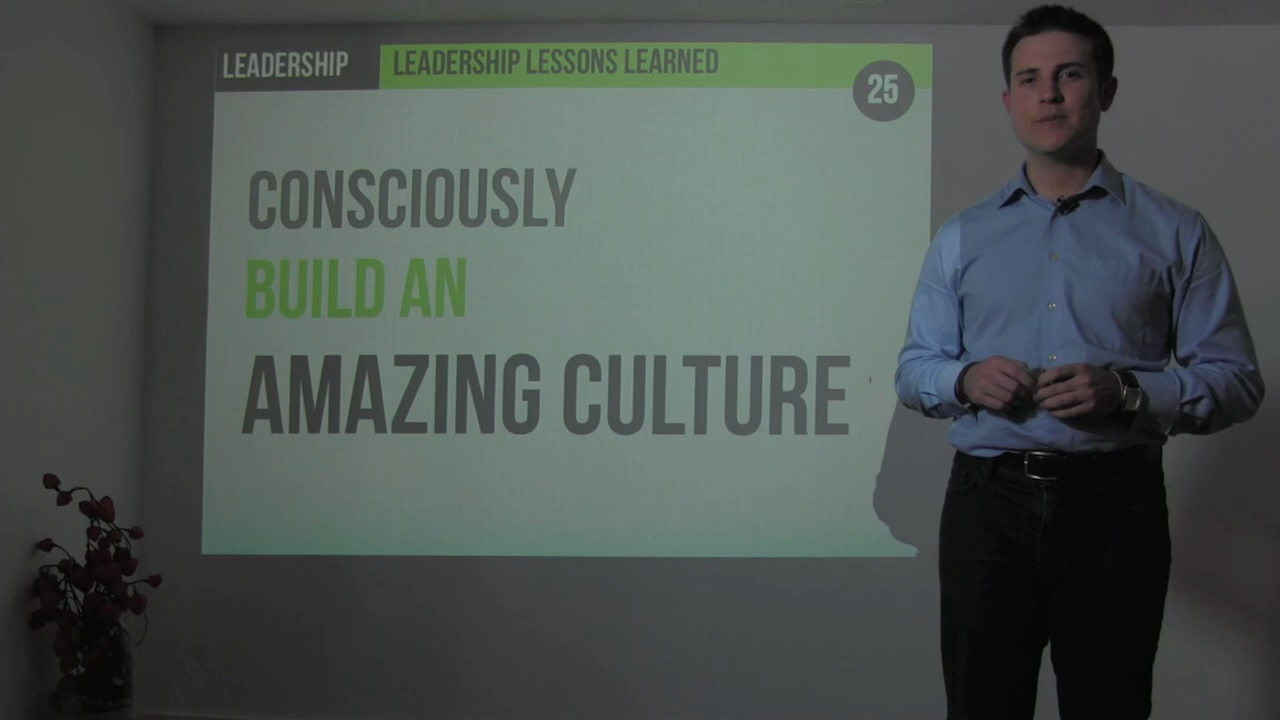 LEADERSHIP
LEADERSHIP LESSONS LEARNED
25
CONSCIOUSLY
BUILD AN
AMAZING CULTURE